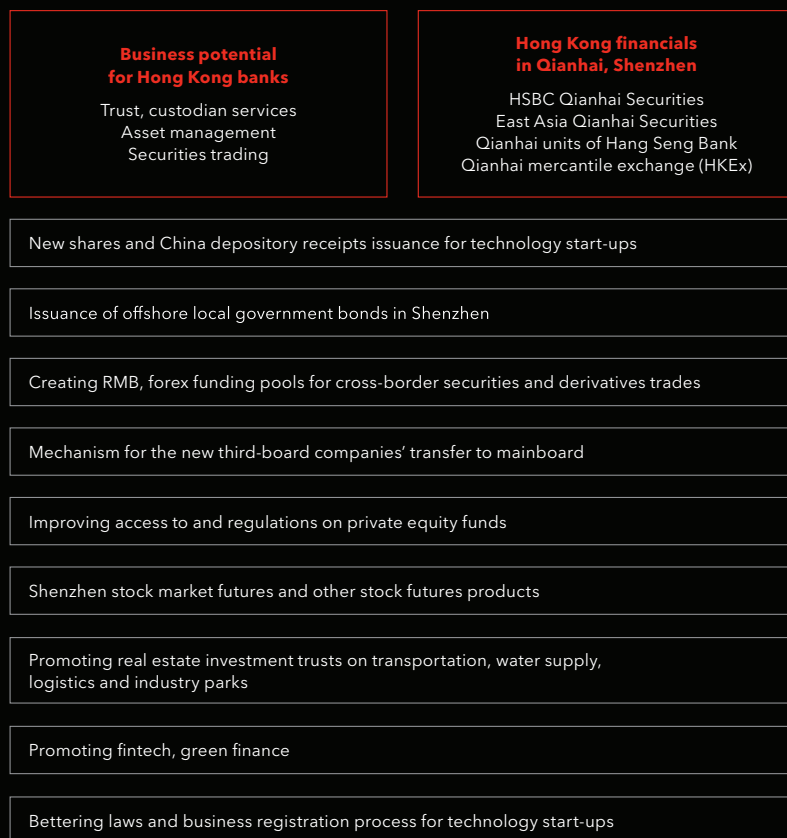 Business potential
for Hong Kong banks
Trust, custodian services
Asset management
Securities trading
Hong Kong financials
in Qianhai, Shenzhen
HSBC Qianhai Securities
East Asia Qianhai Securities
Qianhai units of Hang Seng Bank
Qianhai mercantile exchange (HKEx)
New shares and China depository receipts issuance for technology start-ups
Issuance of offshore local government bonds in Shenzhen
Creating RMB, forex funding pools for cross-border securities and derivatives trades
Mechanism for the new third-board companies’ transfer to mainboard
Improving access to and regulations on private equity funds
Shenzhen stock market futures and other stock futures products
Promoting real estate investment trusts on transportation, water supply,
logistics and industry parks
Promoting fintech, green finance
Bettering laws and business registration process for technology start-ups